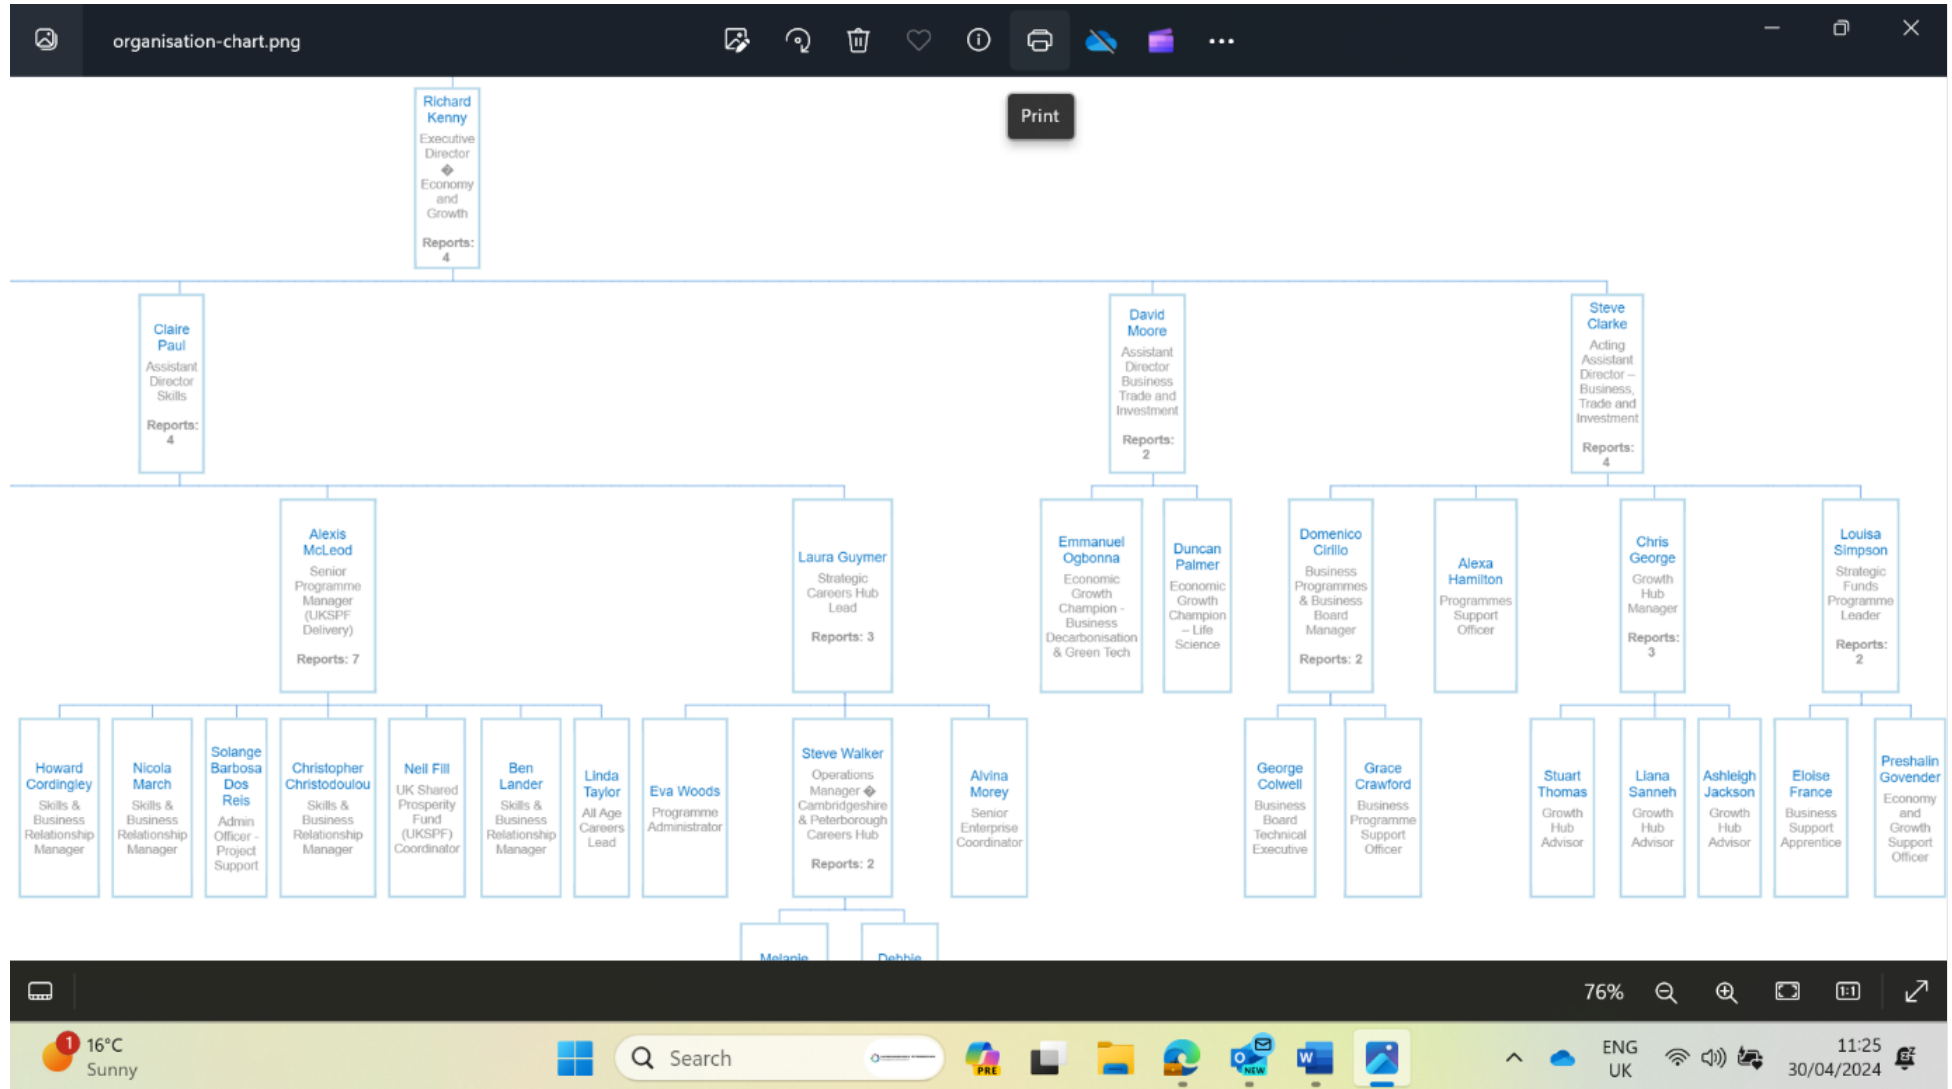 organisation-chart.png
Print
Richard
Kenny
Executive
Director
�
Economy
and
Growth
Reports:
4
Claire
Paul
Assistant
Director
Skills
Reports:
4
David
Moore
Assistant
Director
Business
Trade and
Investment
Reports:
2
Steve
Clarke
Acting
Assistant
Director –
Business,
Trade and
Investment
Reports:
4
Alexis
McLeod
Senior
Programme
Manager
(UKSPF
Delivery)
Reports: 7
Laura Guymer
Strategic
Careers Hub
Lead
Reports: 3
Emmanuel
Ogbonna
Economic
Growth
Champion -
Business
Decarbonisation
& Green Tech
Duncan
Palmer
Economic
Growth
Champion
– Life
Science
Domenico
Cirillo
Business
Programmes
& Business
Board
Manager
Reports: 2
Alexa
Hamilton
Programmes
Support
Officer
Chris
George
Growth
Hub
Manager
Reports:
3
Louisa
Simpson
Strategic
Funds
Programme
Leader
Reports:
2
Howard
Cordingley
Skills &
Business
Relationship
Manager
Nicola
March
Skills &
Business
Relationship
Manager
Solange
Barbosa
Dos
Reis
Admin
Officer -
Project
Support
Christopher
Christodoulou
Skills &
Business
Relationship
Manager
Neil Fill
UK Shared
Prosperity
Fund
(UKSPF)
Coordinator
Ben
Lander
Skills &
Business
Relationship
Manager
Linda
Taylor
All Age
Careers
Lead
Eva Woods
Programme
Administrator
Steve Walker
Operations
Manager �
Cambridgeshire
& Peterborough
Careers Hub
Reports: 2
Alvina
Morey
Senior
Enterprise
Coordinator
George
Colwell
Business
Board
Technical
Executive
Grace
Crawford
Business
Programme
Support
Officer
Stuart
Thomas
Growth
Hub
Advisor
Liana
Sanneh
Growth
Hub
Advisor
Ashleigh
Jackson
Growth
Hub
Advisor
Eloise
France
Business
Support
Apprentice
Preshalin
Govender
Economy
and
Growth
Support
Officer
Melanie
Debbie
76%
1:1
1
16°C
Sunny
Search
PRE
NEW
ENG
UK
11:25
30/04/2024